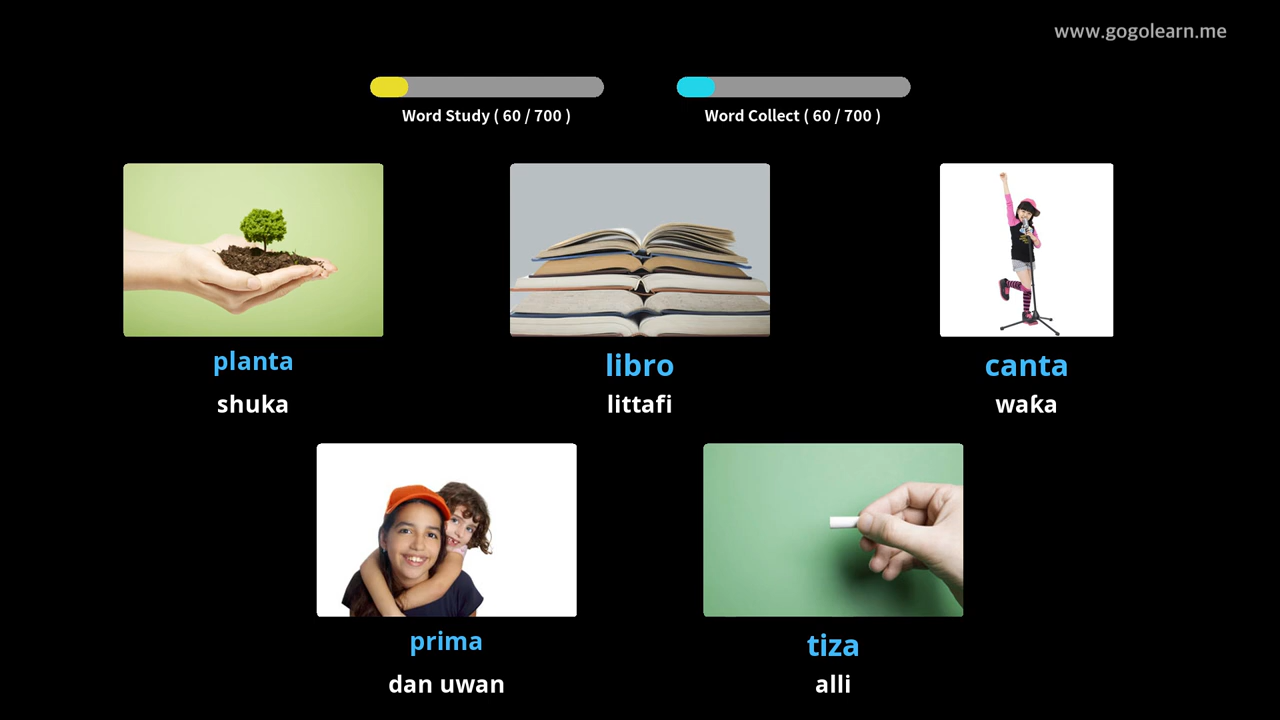 www.gogolearn.me
Word Study ( 60 / 700 )
Word Collect ( 60 / 700 )
planta
libro
canta
shuka
littafi
waƙa
prima
tiza
dan uwan
alli